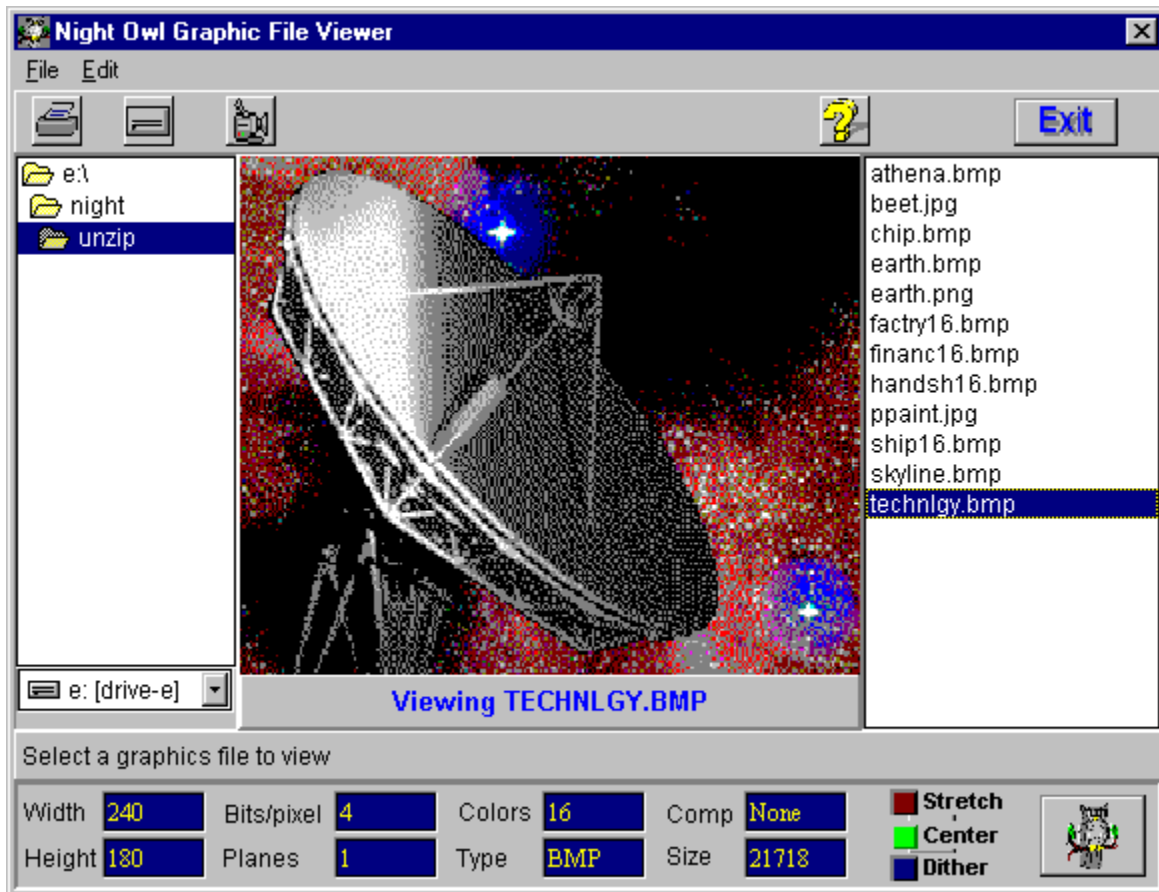 Night Owl Graphic File Viewer
File Edit
Exit
e:\
night
unzip
e: [drive-e]
Viewing TECHNLGY.BMP
athena.bmp
beet.jpg
chip.bmp
earth.bmp
earth.png
factry16.bmp
financ16.bmp
handsh16.bmp
ppaint.jpg
ship16.bmp
skyline.bmp
technlgy.bmp
Select a graphics file to view
Width 240 Bits/pixel 4 Colors 16 Comp None Stretch
Center
Height 180 Planes 1 Type BMP Size 21718 Dither